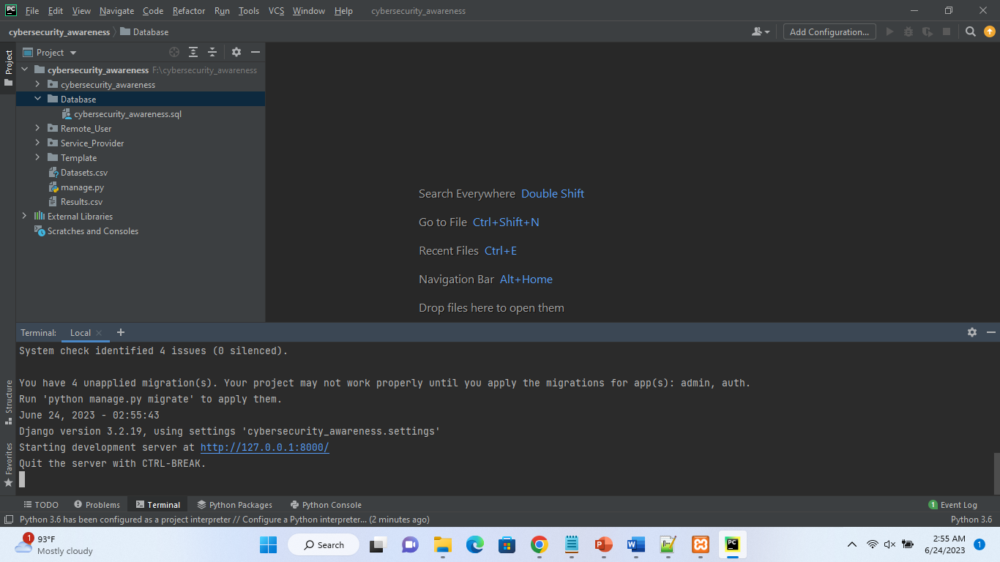 PC File Edit View Navigate Code Refactor Run Tools VCS Window Help cybersecurity_awareness
cybersecurity_awareness Database Add Configuration...
Project
Project
cybersecurity_awareness F:\cybersecurity_awareness
cybersecurity_awareness
Database
cybersecurity_awareness.sql
Remote_User
Service_Provider
Template
Datasets.csv
manage.py
Results.csv
External Libraries
Scratches and Consoles
Search Everywhere Double Shift
Go to File Ctrl+Shift+N
Recent Files Ctrl+E
Navigation Bar Alt+Home
Drop files here to open them
Terminal: Local
System check identified 4 issues (0 silenced).
You have 4 unapplied migration(s). Your project may not work properly until you apply the migrations for app(s): admin, auth.
Run 'python manage.py migrate' to apply them.
June 24, 2023 - 02:55:43
Django version 3.2.19, using settings 'cybersecurity_awareness.settings'
Starting development server at http://127.0.0.1:8000/
Quit the server with CTRL-BREAK.
Structure
Favorites
TODO Problems Terminal Python Packages Python Console 1 Event Log
Python 3.6 has been configured as a project interpreter // Configure a Python interpreter... (2 minutes ago) Python 3.6
1 93°F
Mostly cloudy
Search
PC
2:55 AM
6/24/2023
1